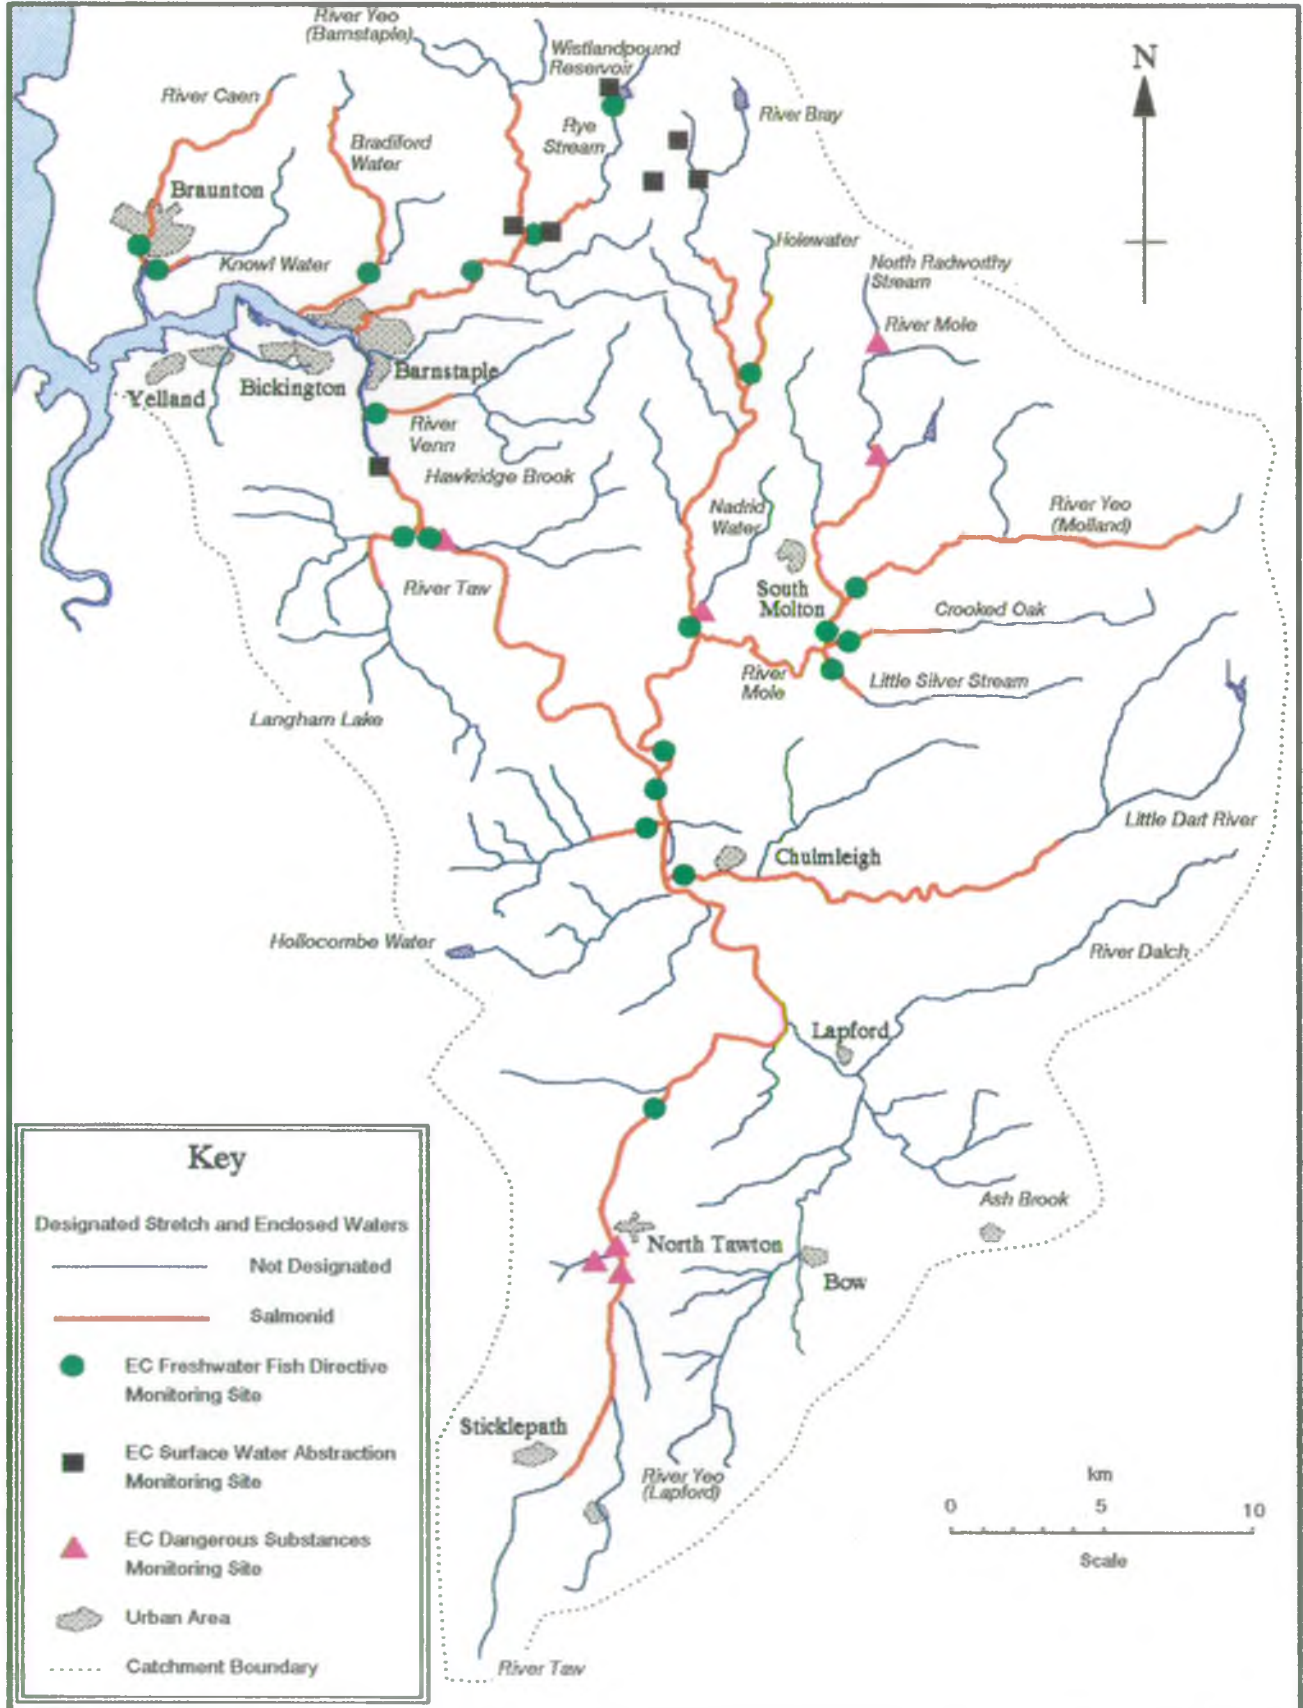 River Yeo
(Barnstaple)
Wistlandpound
Reservoir
N
River Caen
River Bray
Rye
Stream
Bradiford
Water
Braunton
Holewater
Knowl Water
North Radworthy
Stream
River Mole
Barnstaple
Bickington
Yelland
River
Venn
Hawkridge Brook
Nadrid
Water
River Yeo
(Molland)
River Taw
South
Molton
Crooked Oak
River
Mole
Little Silver Stream
Langham Lake
Little Dart River
Chulmleigh
Hollocombe Water
River Dalch
Lapford
Ash Brook
North Tawton
Bow
Sticklepath
River Yeo
(Lapford)
River Taw
km
0 5 10
Scale
Key
Designated Stretch and Enclosed Waters
Not Designated
Salmonid
EC Freshwater Fish Directive
Monitoring Site
EC Surface Water Abstraction
Monitoring Site
EC Dangerous Substances
Monitoring Site
Urban Area
Catchment Boundary